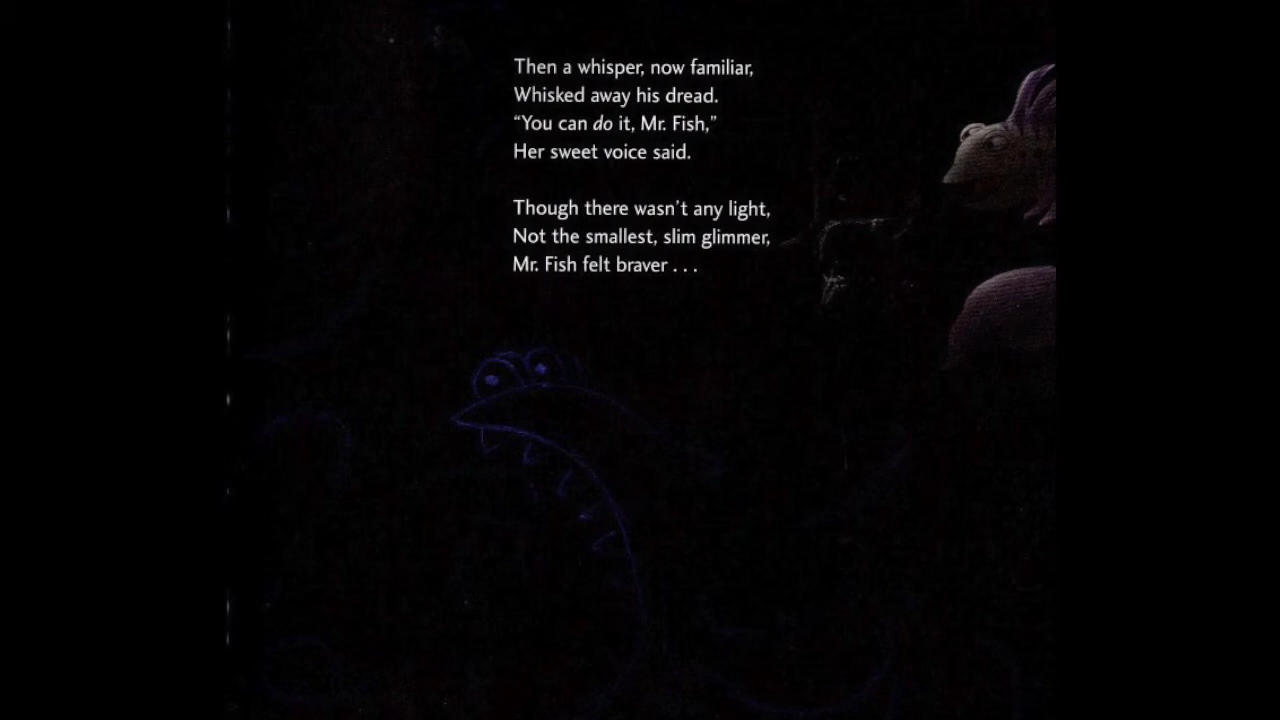 Then a whisper, now familiar,
Whisked away his dread.
“You can do it, Mr. Fish,”
Her sweet voice said.
Though there wasn’t any light,
Not the smallest, slim glimmer,
Mr. Fish felt braver . . .